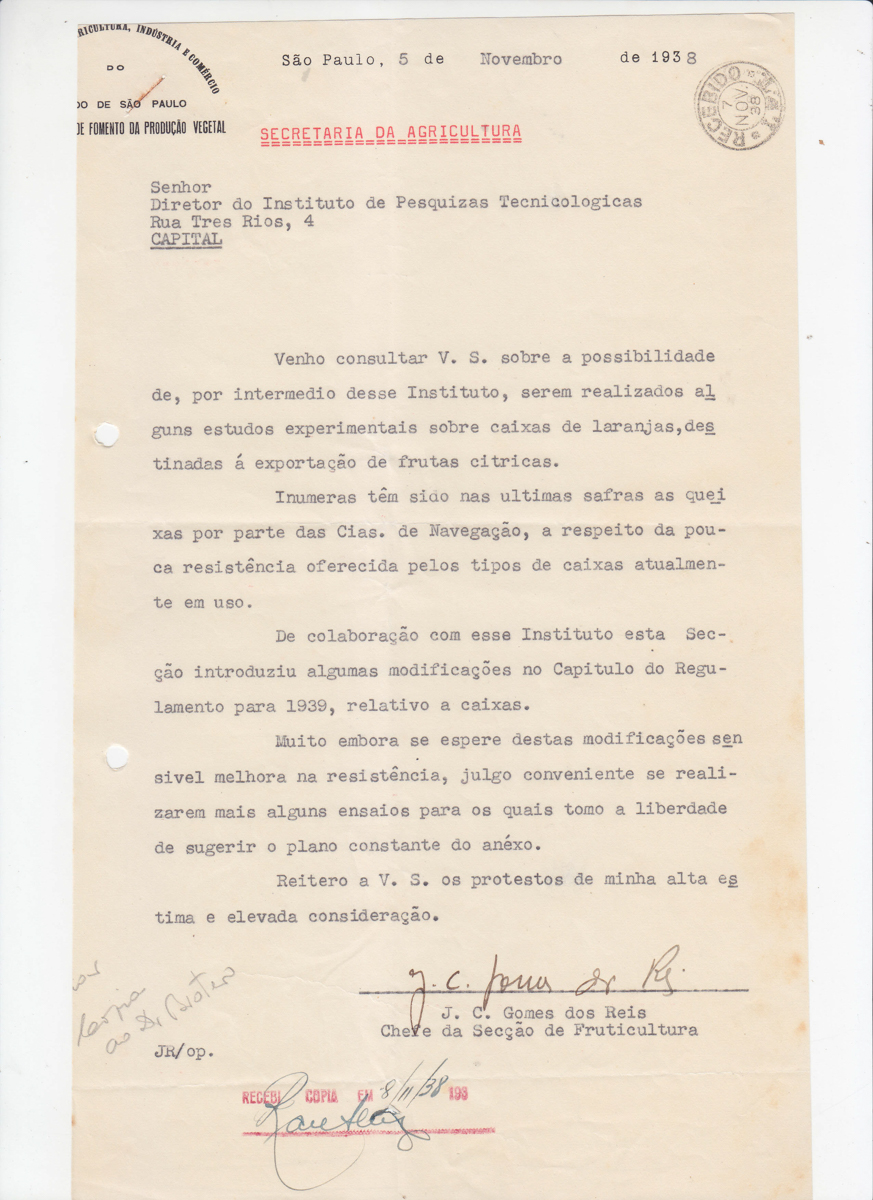 RICULTURA, INDÚSTRIA E COMÉRCIO
DO
DO DE SÃO PAULO
DE FOMENTO DA PRODUÇÃO VEGETAL
São Paulo, 5 de Novembro de 1938
RECEBIDO
7
NOV.
38
SECRETARIA DA AGRICULTURA
Senhor
Diretor do Instituto de Pesquizas Tecnicologicas
Rua Tres Rios, 4
CAPITAL
Venho consultar V. S. sobre a possibilidade
de, por intermedio desse Instituto, serem realizados al
guns estudos experimentais sobre caixas de laranjas,des
tinadas á exportação de frutas citricas.
Inumeras têm sido nas ultimas safras as quei
xas por parte das Cias. de Navegação, a respeito da pou-
ca resistência oferecida pelos tipos de caixas atualmen-
te em uso.
De colaboração com esse Instituto esta Sec-
ção introduziu algumas modificações no Capitulo do Regu-
lamento para 1939, relativo a caixas.
Muito embora se espere destas modificações sen
sivel melhora na resistência, julgo conveniente se reali-
zarem mais alguns ensaios para os quais tomo a liberdade
de sugerir o plano constante do anéxo.
Reitero a V. S. os protestos de minha alta es
tima e elevada consideração.
J. C. Gomes dos Reis
J. C. Gomes dos Reis
Chefe da Secção de Fruticultura
copia
ao Dr
JR/op.
RECEBI COPIA EM 8/11/38 193